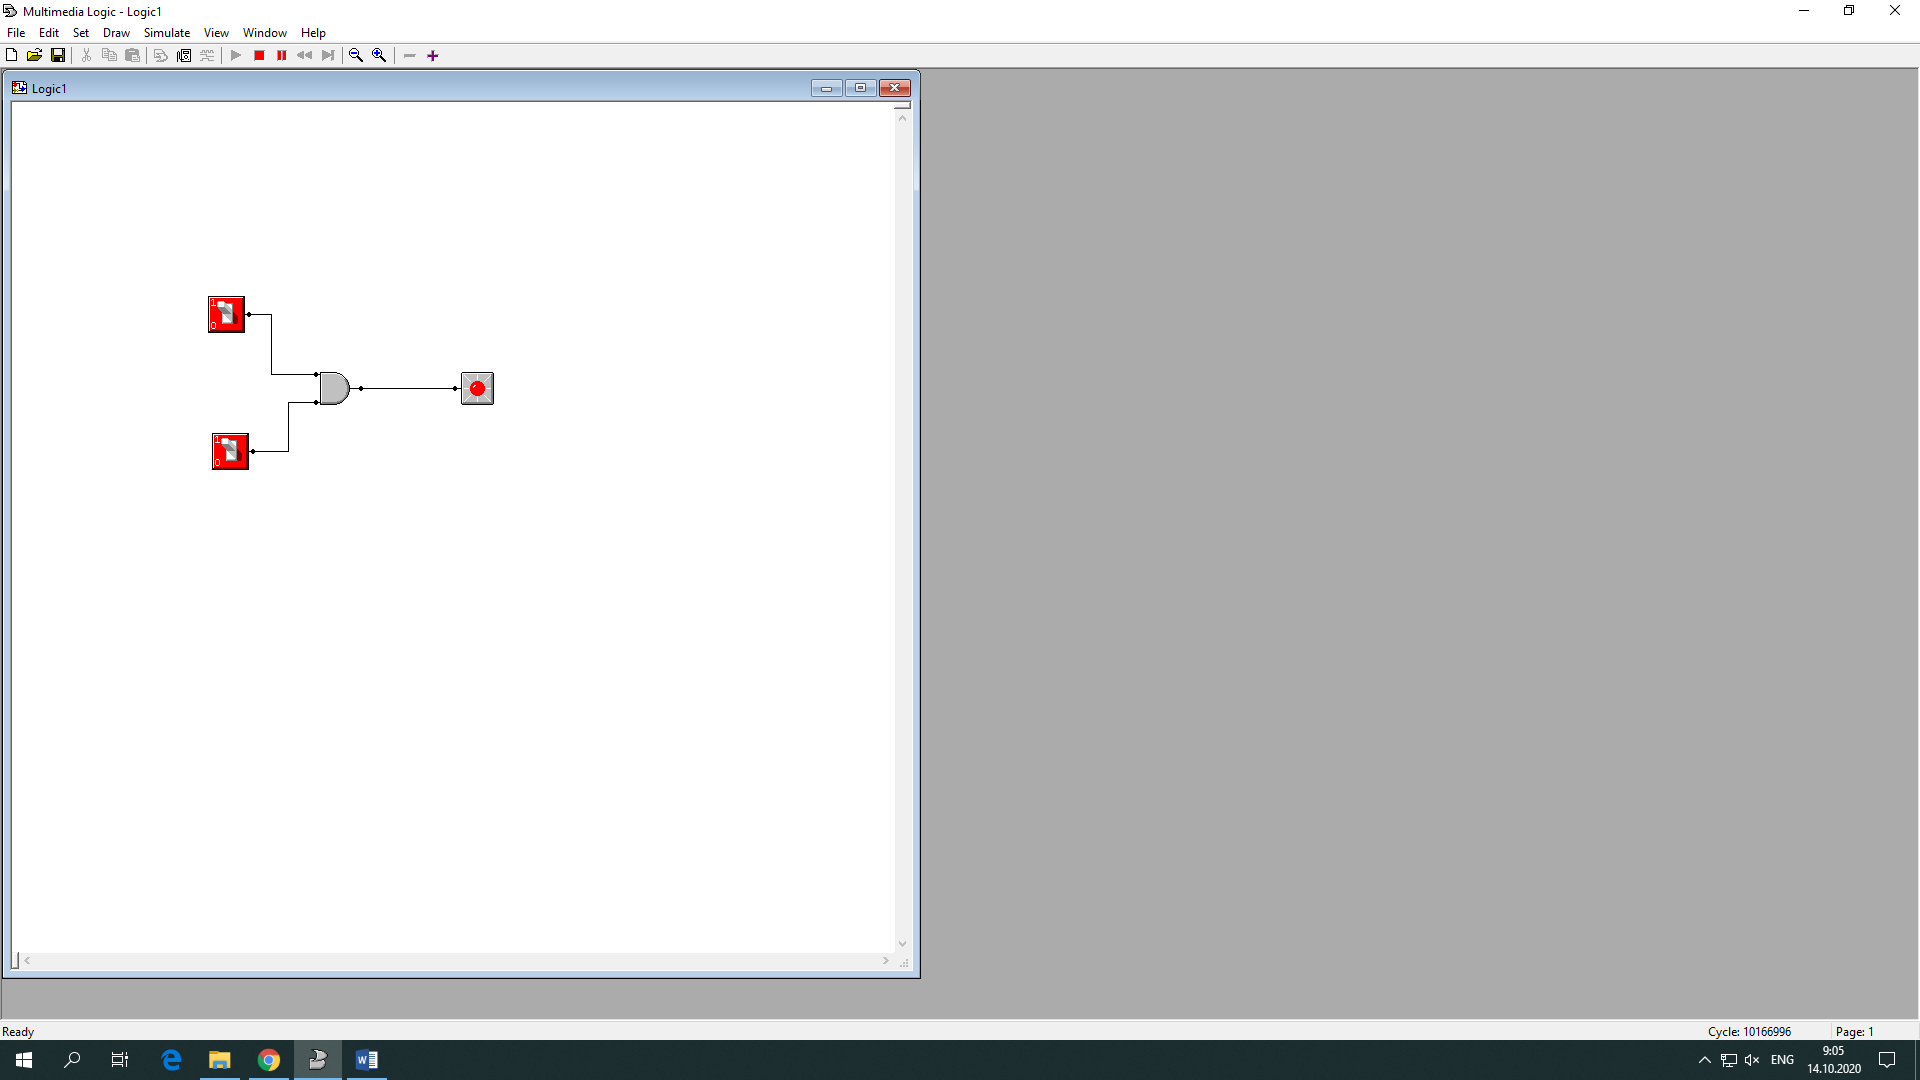 Multimedia Logic - Logic1
File Edit Set Draw Simulate View Window Help
Logic1
1
0
1
0
Ready
Cycle: 10166996
Page: 1
ENG
9:05
14.10.2020